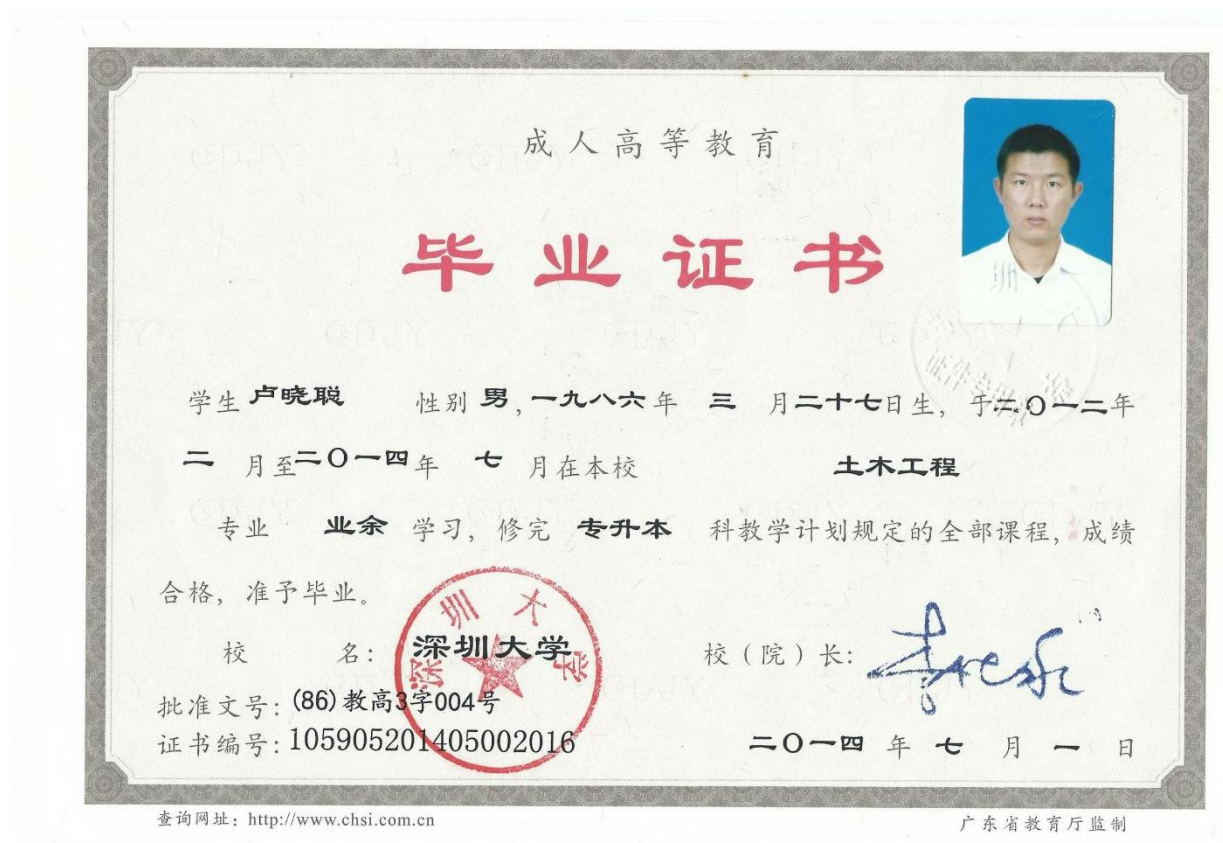 成人高等教育
毕业证书
学生 卢晓聪 性别 男，一九八六年 三 月二十七日生，于二〇一二年
二 月至二〇一四年 七 月在本校 土木工程
专业 业余 学习，修完 专升本 科教学计划规定的全部课程，成绩
合格，准予毕业。
校 名：深圳大学
校（院）长：
批准文号：(86)教高3字004号
证书编号：105905201405002016
二〇一四 年 七 月 一 日
查询网址：http://www.chsi.com.cn
广东省教育厅监制
深圳大学